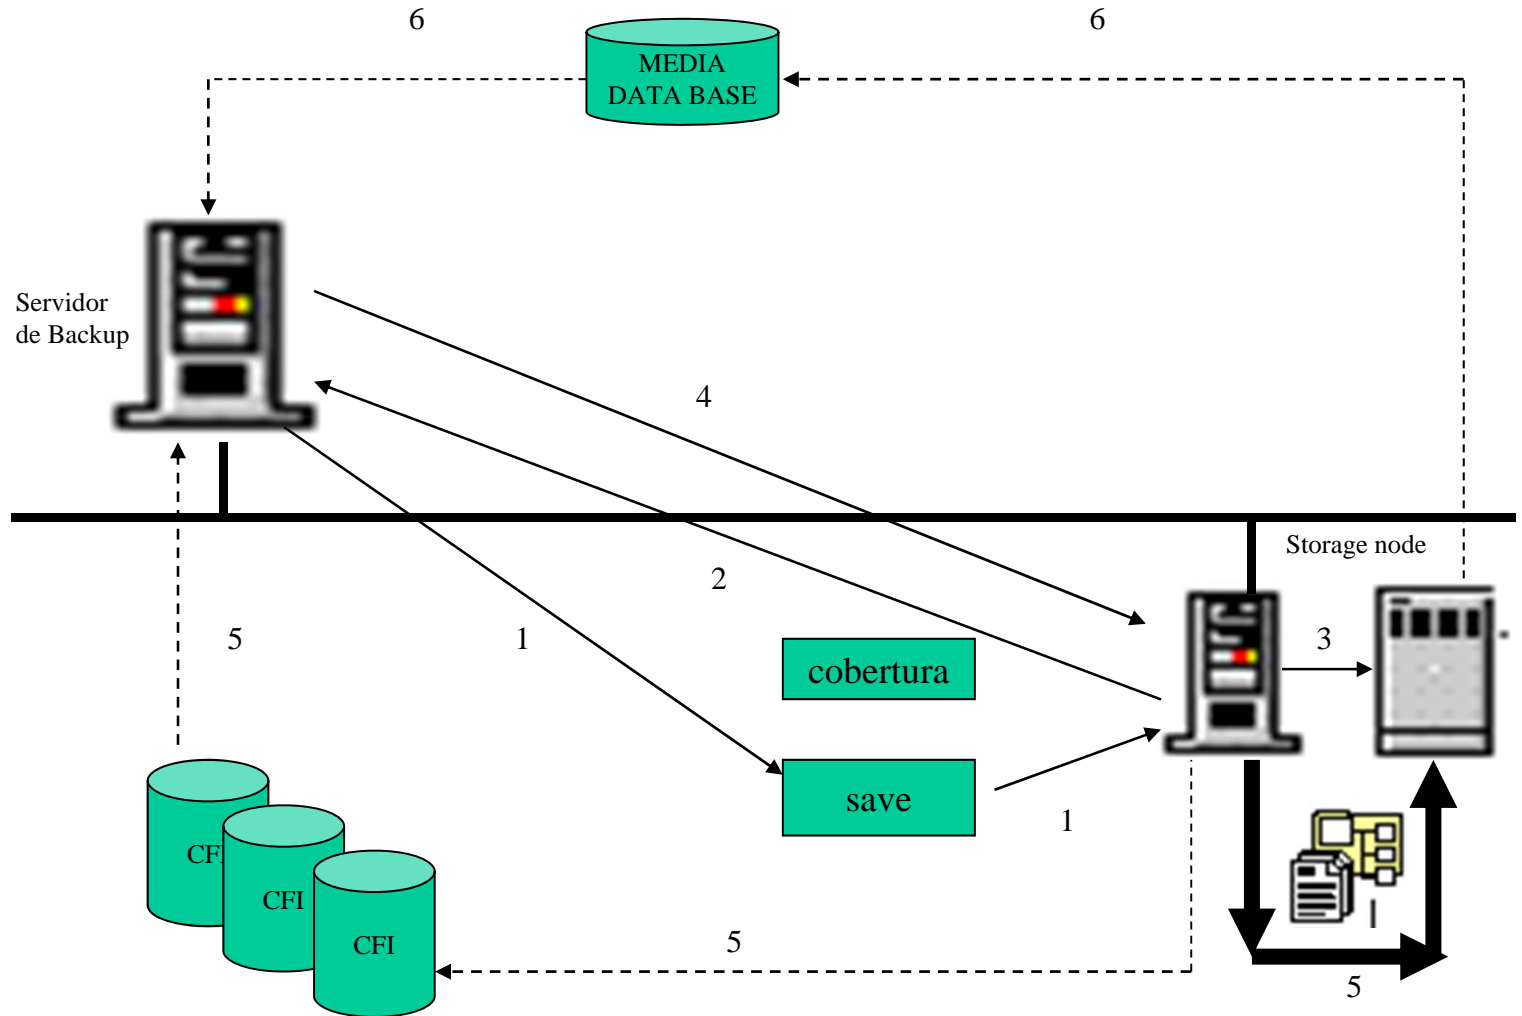 6
6
MEDIA
DATA BASE
Servidor
de Backup
4
Storage node
2
5
1
3
cobertura
save
1
CFI
CFI
CFI
5
5